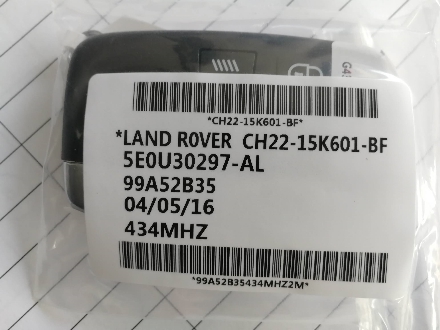 *CH22-15K601-BF*
*LAND ROVER CH22-15K601-BF
5E0U30297-AL
99A52B35
04/05/16
434MHZ
*99A52B35434MHZ2M*